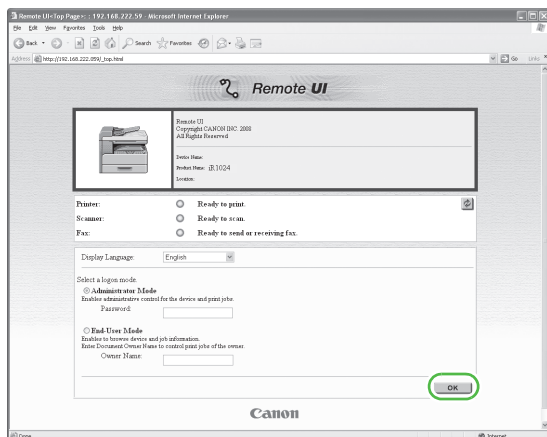 Remote UI<Top Page>: : 192.168.222.59 - Microsoft Internet Explorer
File Edit View Favorites Tools Help
Back Search Favorites
Address http://192.168.222.059/_top.html Go Links
Remote UI
Remote UI
Copyright CANON INC. 2008
All Rights Reserved
Device Name:
Product Name: iR1024
Location:
Printer: Ready to print.
Scanner: Ready to scan.
Fax: Ready to send or receiving fax.
Display Language: English
Select a logon mode.
Administrator Mode
Enables administrative control for the device and print jobs.
Password:
End-User Mode
Enables to browse device and job information.
Enter Document Owner Name to control print jobs of the owner.
Owner Name:
OK
Canon
Done Internet